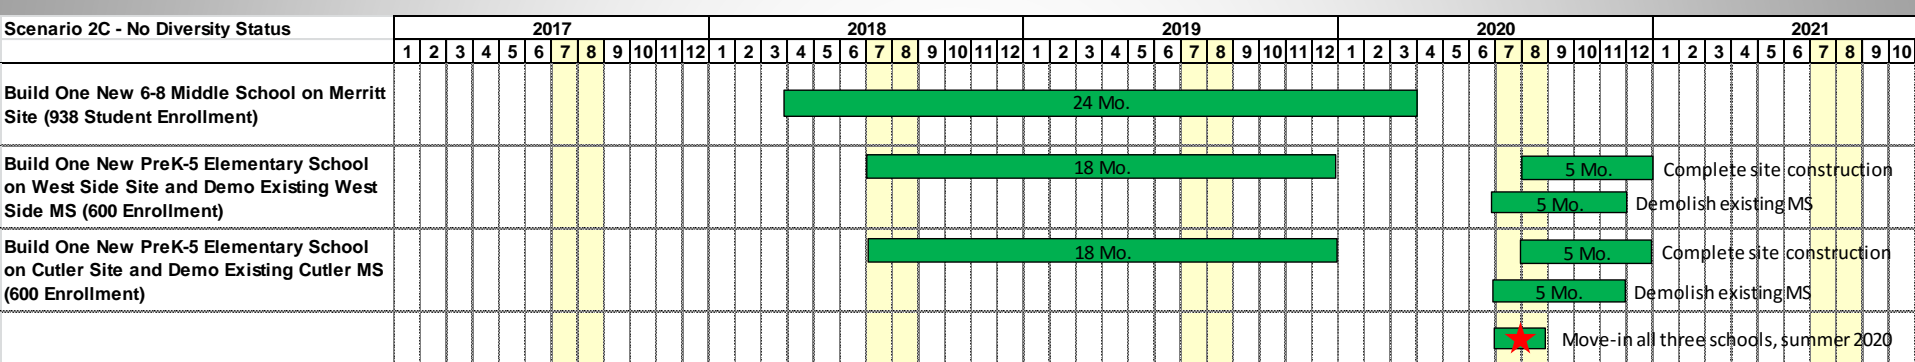 Scenario 2C - No Diversity Status
2017 2018 2019 2020 2021
1 2 3 4 5 6 7 8 9 10 11 12 1 2 3 4 5 6 7 8 9 10 11 12 1 2 3 4 5 6 7 8 9 10 11 12 1 2 3 4 5 6 7 8 9 10 11 12 1 2 3 4 5 6 7 8 9 10
Build One New 6-8 Middle School on Merritt
Site (938 Student Enrollment)
24 Mo.
Build One New PreK-5 Elementary School
on West Side Site and Demo Existing West
Side MS (600 Enrollment)
18 Mo.
5 Mo. Complete site construction
5 Mo. Demolish existing MS
Build One New PreK-5 Elementary School
on Cutler Site and Demo Existing Cutler MS
(600 Enrollment)
18 Mo.
5 Mo. Complete site construction
5 Mo. Demolish existing MS
Move-in all three schools, summer 2020